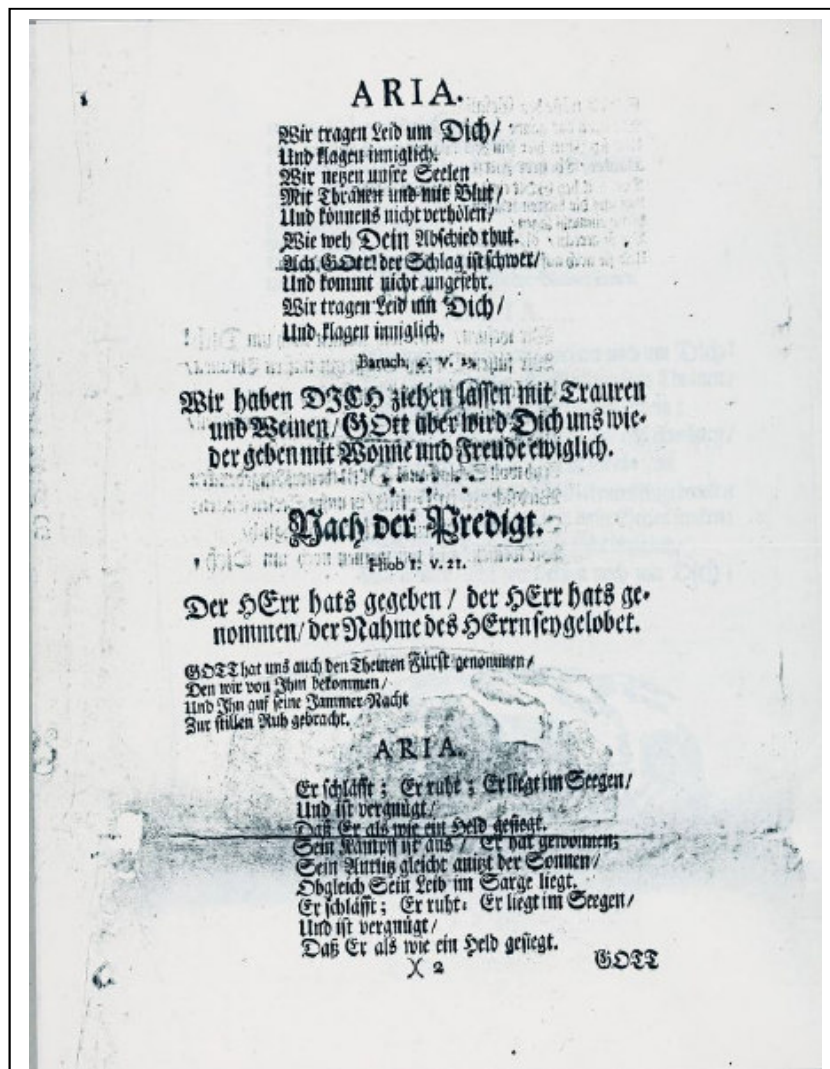 ARIA.
Wir tragen Leid um Dich/
Und klagen inniglich.
Wir netzen unsre Seelen
Mit Thränen und mit Blut/
Und könnens nicht verhölen/
Wie weh Dein Abschied thut.
Ach GOtt! der Schlag ist schwer/
Und kommt nicht ungefehr.
Wir tragen Leid um Dich/
Und klagen inniglich.
Baruch. 4. V. 23.
Wir haben DJCH ziehen lassen mit Trauren
und Weinen/ GOtt aber wird Dich uns wie-
der geben mit Wonne und Freude ewiglich.
Nach der Predigt.
Hiob 1. v. 21.
Der HErr hats gegeben / der HErr hats ge-
nommen/ der Nahme des HErrn sey gelobet.
GOTT hat uns auch den Theuren Fürst genommen/
Den wir von Jhm bekommen/
Und Jhn auf seine Jammer-Nacht
Zur stillen Ruh gebracht.
ARIA.
Er schläfft; Er ruht; Er liegt im Seegen/
Und ist vergnügt/
Daß Er als wie ein Held gesiegt.
Sein Kampff ist aus / Er hat gewonnen;
Sein Antlitz gleicht anitzt der Sonnen/
Obgleich Sein Leib im Sarge liegt.
Er schläfft; Er ruht; Er liegt im Seegen/
Und ist vergnügt/
Daß Er als wie ein Held gesiegt.
X 2
GOTT